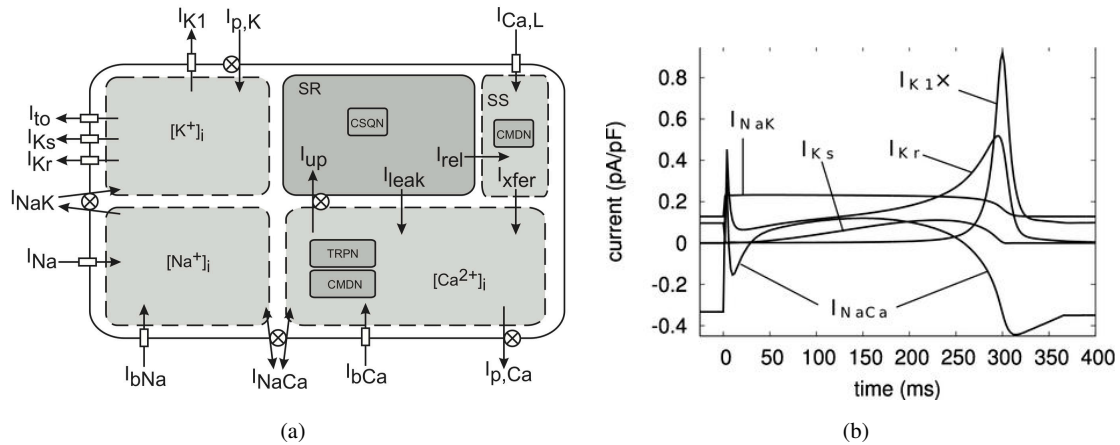 I_K1 I_p,K I_Ca,L
SR
SS
CSQN
CMDN
I_to
I_Ks
I_Kr
[K⁺]_i
I_up
I_rel
I_leak
I_xfer
I_NaK
I_Na
[Na⁺]_i
TRPN
CMDN
[Ca²⁺]_i
I_bNa
I_NaCa
I_bCa
I_p,Ca
(a)
current (pA/pF)
0.8
0.6
0.4
0.2
0
-0.2
-0.4
I_K1×
I_NaK
I_Ks
I_Kr
I_NaCa
0 50 100 150 200 250 300 350 400
time (ms)
(b)